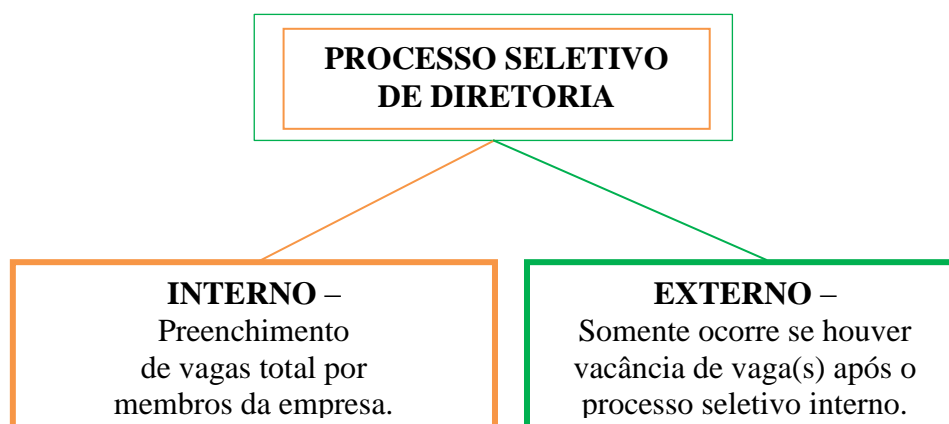 PROCESSO SELETIVO
DE DIRETORIA
INTERNO –
Preenchimento
de vagas total por
membros da empresa.
EXTERNO –
Somente ocorre se houver
vacância de vaga(s) após o
processo seletivo interno.